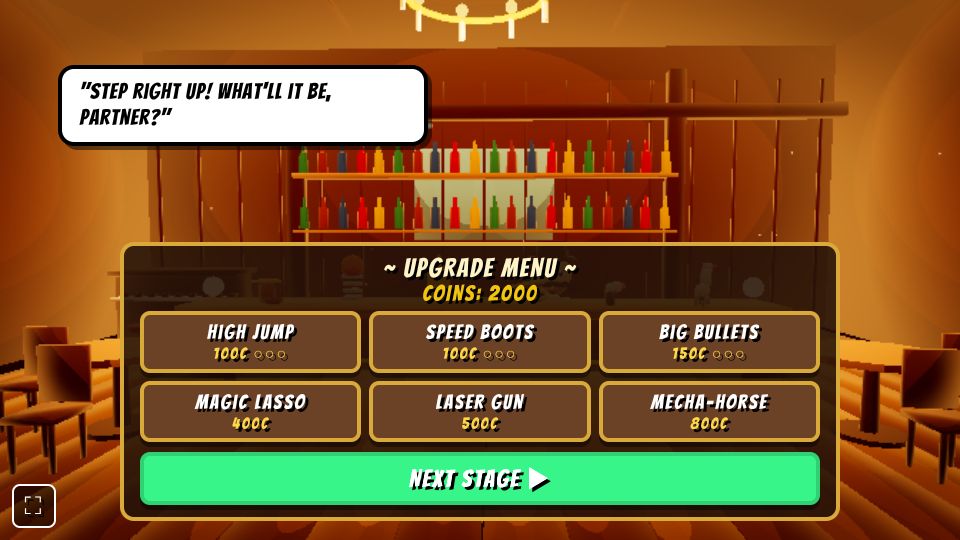 "STEP RIGHT UP! WHAT'LL IT BE,
PARTNER?"
~ UPGRADE MENU ~
COINS: 2000
HIGH JUMP
100C ○○○
SPEED BOOTS
100C ○○○
BIG BULLETS
150C ○○○
MAGIC LASSO
400C
LASER GUN
500C
MECHA-HORSE
800C
NEXT STAGE ▶